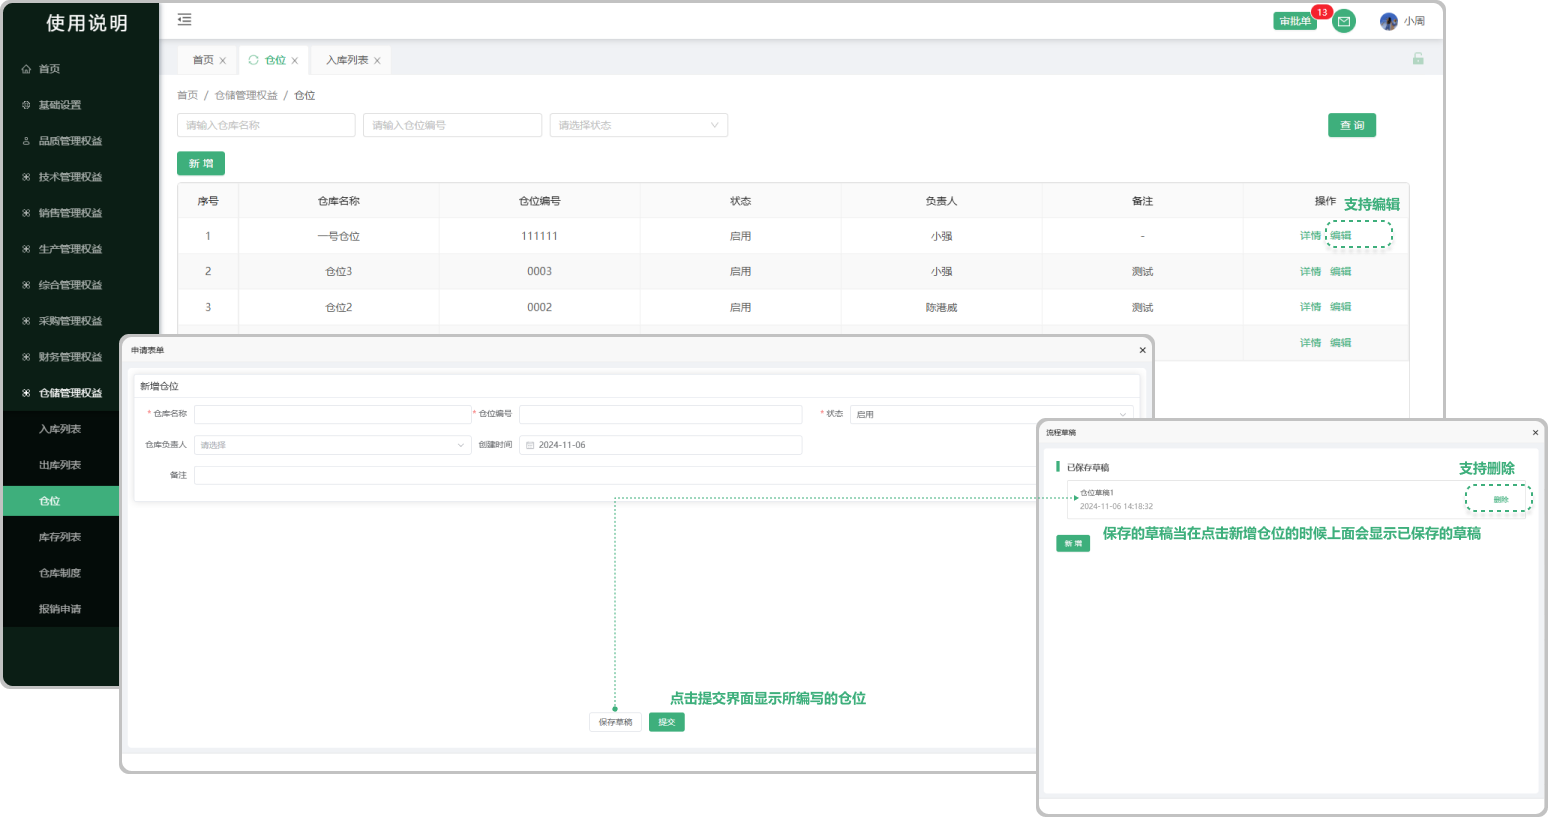 使用说明
首页
基础设置
品质管理权益
技术管理权益
销售管理权益
生产管理权益
综合管理权益
采购管理权益
财务管理权益
仓储管理权益
入库列表
出库列表
仓位
库存列表
仓库制度
报销申请
审批单 13 小周
首页 × 仓位 × 入库列表 ×
首页 / 仓储管理权益 / 仓位
请输入仓库名称 请输入仓位编号 请选择状态 查 询
新 增
序号 仓库名称 仓位编号 状态 负责人 备注 操作 支持编辑
1 一号仓位 111111 启用 小强 - 详情 编辑
2 仓位3 0003 启用 小强 测试 详情 编辑
3 仓位2 0002 启用 陈港威 测试 详情 编辑
详情 编辑
申请表单 ×
新增仓位
* 仓库名称 * 仓位编号 * 状态 启用
仓库负责人 请选择 创建时间 2024-11-06
备注
点击提交界面显示所编写的仓位
保存草稿 提交
流程草稿 ×
已保存草稿 支持删除
仓位草稿1
2024-11-06 14:18:32 删除
保存的草稿当在点击新增仓位的时候上面会显示已保存的草稿
新 增